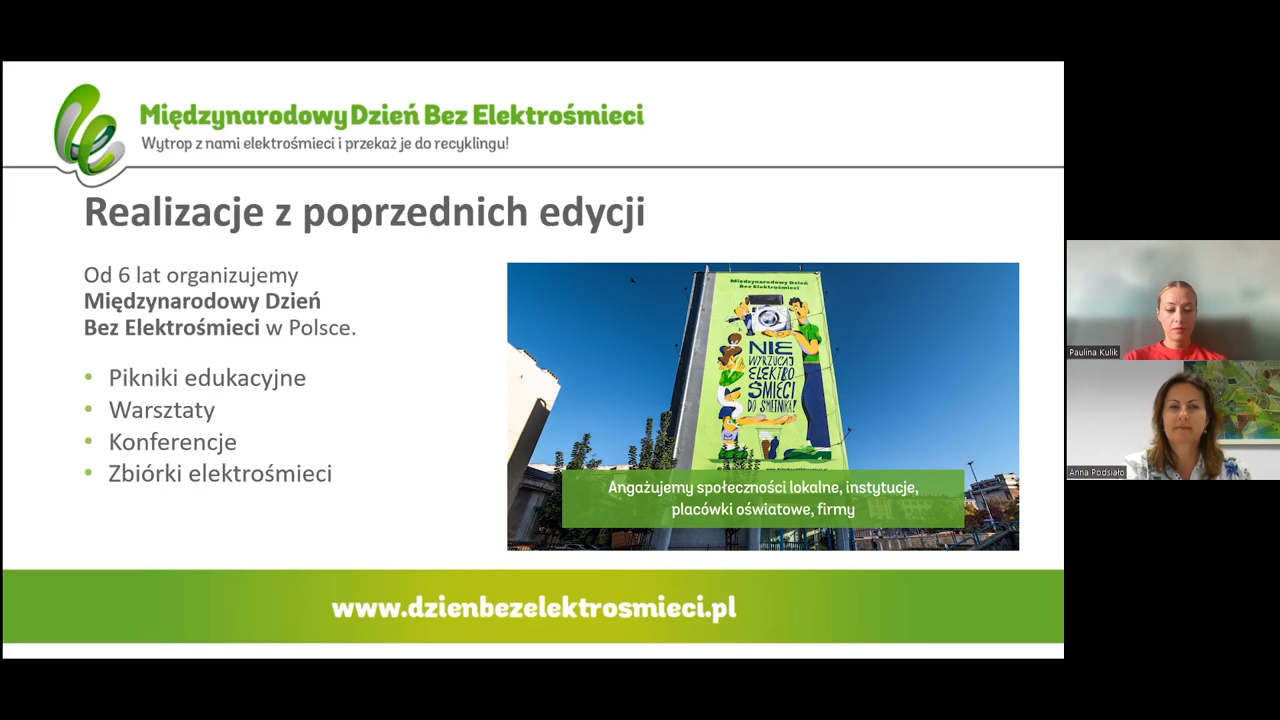 Międzynarodowy Dzień Bez Elektrośmieci
Wytrop z nami elektrośmieci i przekaż je do recyklingu!
Realizacje z poprzednich edycji
Od 6 lat organizujemy
Międzynarodowy Dzień
Bez Elektrośmieci w Polsce.
• Pikniki edukacyjne
• Warsztaty
• Konferencje
• Zbiórki elektrośmieci
Międzynarodowy Dzień
Bez Elektrośmieci
NIE
WYRZUCAJ
ELEKTRO
ŚMIECI
DO ŚMIETNIKA!
Angażujemy społeczności lokalne, instytucje,
placówki oświatowe, firmy
www.dzienbezelektrosmieci.pl
Paulina Kulik
Anna Podsiało